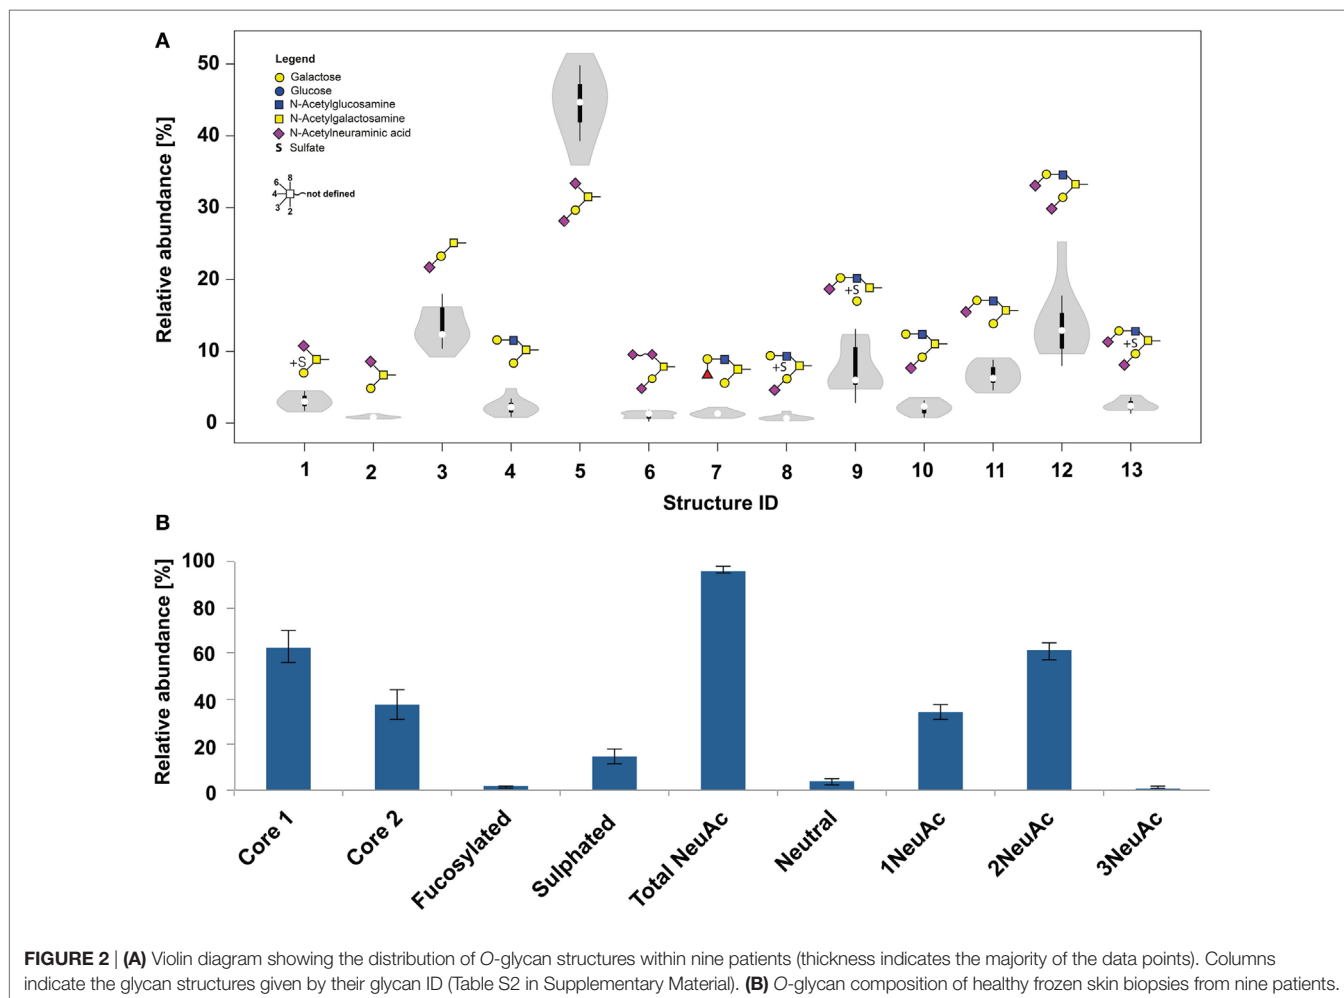 A
Relative abundance [%]
50
40
30
20
10
0
Legend
Galactose
Glucose
N-Acetylglucosamine
N-Acetylgalactosamine
N-Acetylneuraminic acid
S Sulfate
6 8
4 not defined
3 2
+S
+S
+S
+S
1 2 3 4 5 6 7 8 9 10 11 12 13
Structure ID
B
Relative abundance [%]
100
80
60
40
20
0
Core 1
Core 2
Fucosylated
Sulphated
Total NeuAc
Neutral
1NeuAc
2NeuAc
3NeuAc
FIGURE 2 | (A) Violin diagram showing the distribution of O-glycan structures within nine patients (thickness indicates the majority of the data points). Columns
indicate the glycan structures given by their glycan ID (Table S2 in Supplementary Material). (B) O-glycan composition of healthy frozen skin biopsies from nine patients.